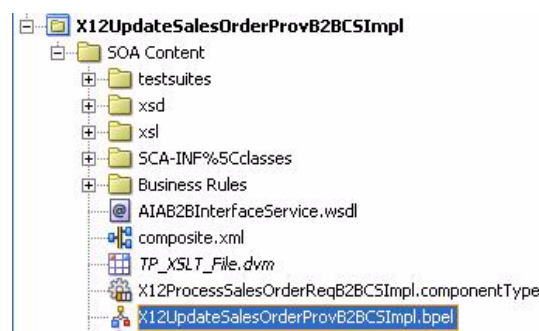 X12UpdateSalesOrderProvB2BCSImpl
SOA Content
testsuites
xsd
xsl
SCA-INF%5Cclasses
Business Rules
AIAB2BInterfaceService.wsdl
composite.xml
TP_XSLT_File.dvm
X12ProcessSalesOrderReqB2BCSImpl.componentType
X12UpdateSalesOrderProvB2BCSImpl.bpel